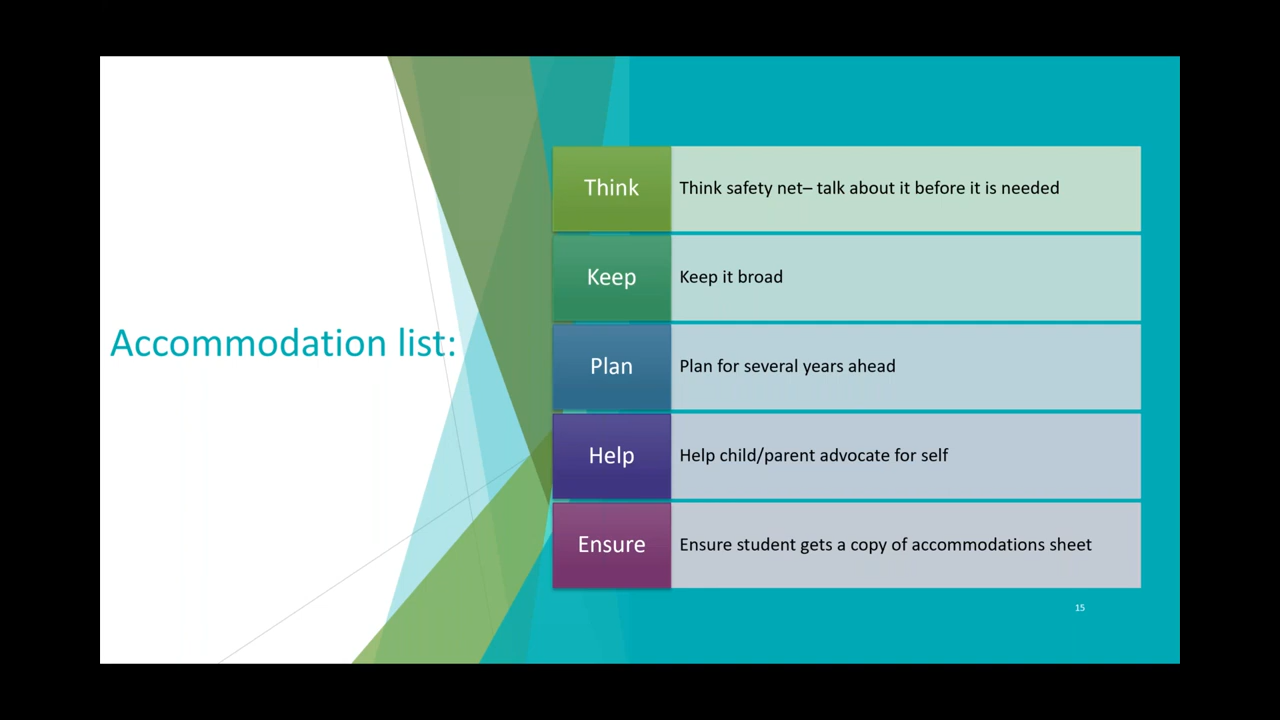 Accommodation list:
Think
Think safety net– talk about it before it is needed
Keep
Keep it broad
Plan
Plan for several years ahead
Help
Help child/parent advocate for self
Ensure
Ensure student gets a copy of accommodations sheet
15